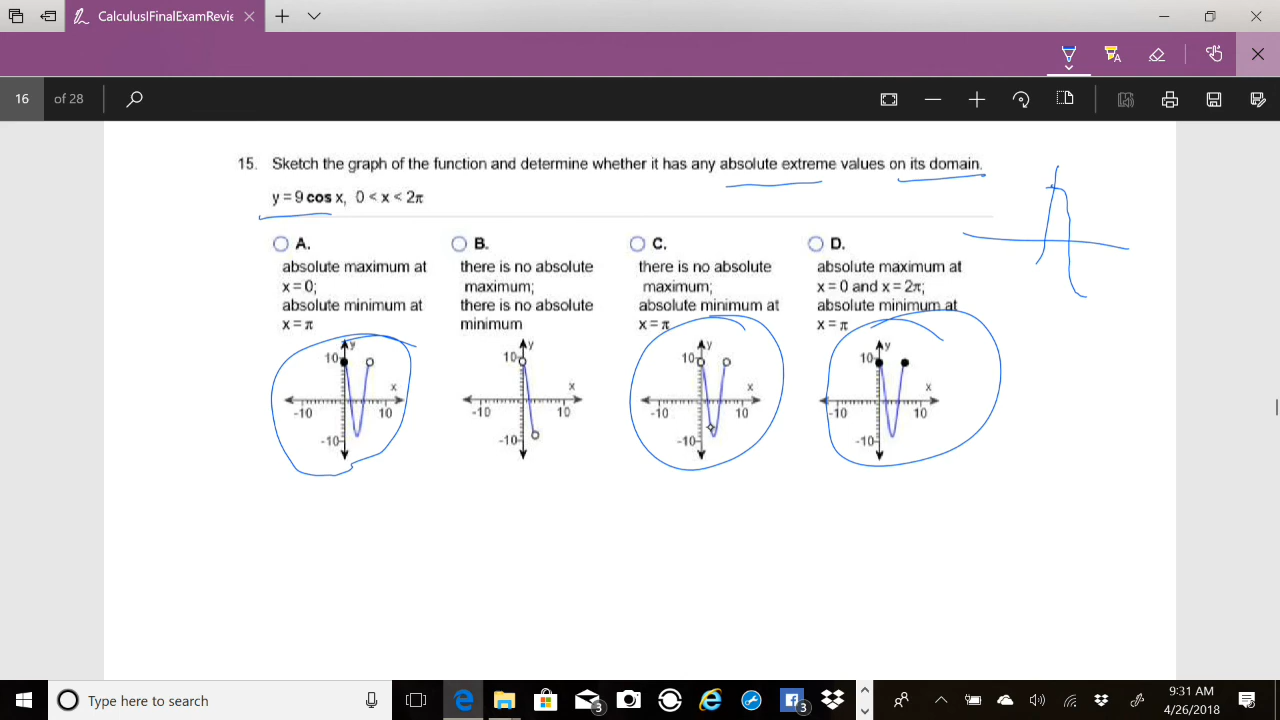 CalculusIFinalExamRevie
16 of 28
15. Sketch the graph of the function and determine whether it has any absolute extreme values on its domain.
y = 9 cos x, 0 < x < 2π
A.
absolute maximum at
x = 0;
absolute minimum at
x = π
y
10
x
-10
10
-10
B.
there is no absolute
maximum;
there is no absolute
minimum
y
10
x
-10
10
-10
C.
there is no absolute
maximum;
absolute minimum at
x = π
y
10
x
-10
10
-10
D.
absolute maximum at
x = 0 and x = 2π;
absolute minimum at
x = π
y
10
x
-10
10
-10
Type here to search
3
3
9:31 AM
4/26/2018